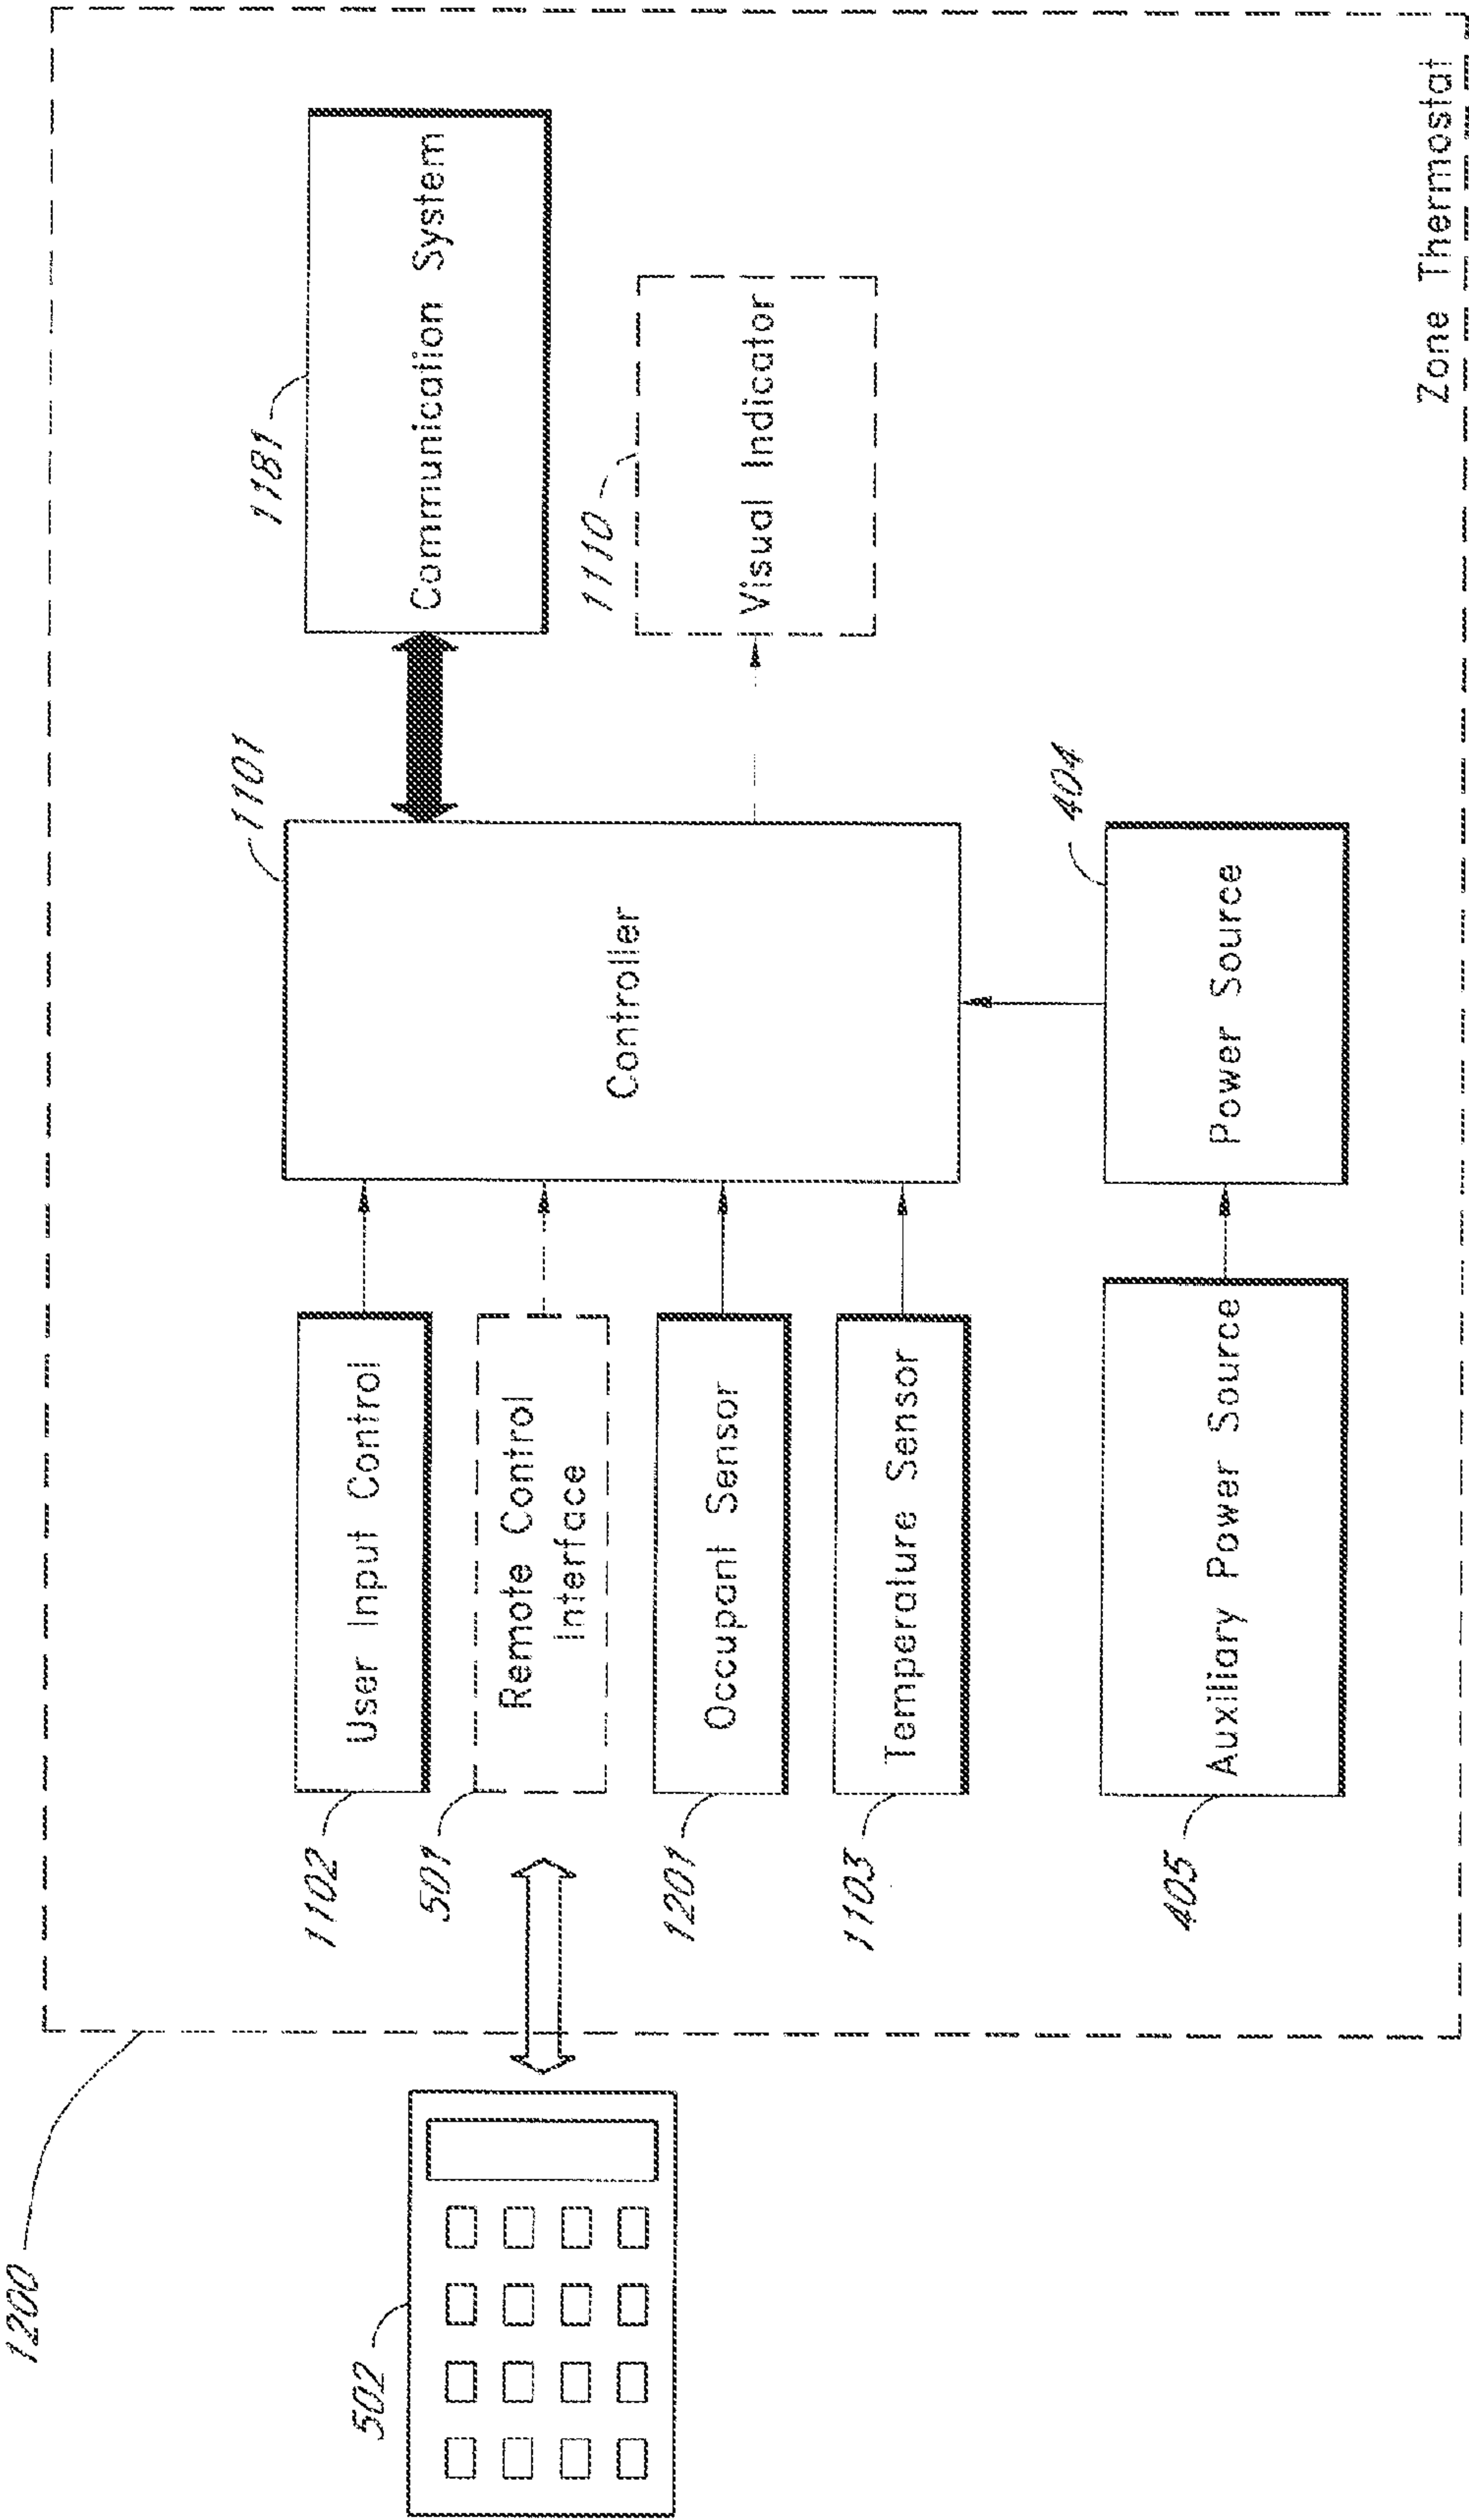 1200
502
1102
User Input Control
501
Remote Control
Interface
1201
Occupant Sensor
1103
Temperature Sensor
405
Auxiliary Power Source
1101
Controller
404
Power Source
1181
Communication System
1110
Visual Indicator
Zone Thermostat